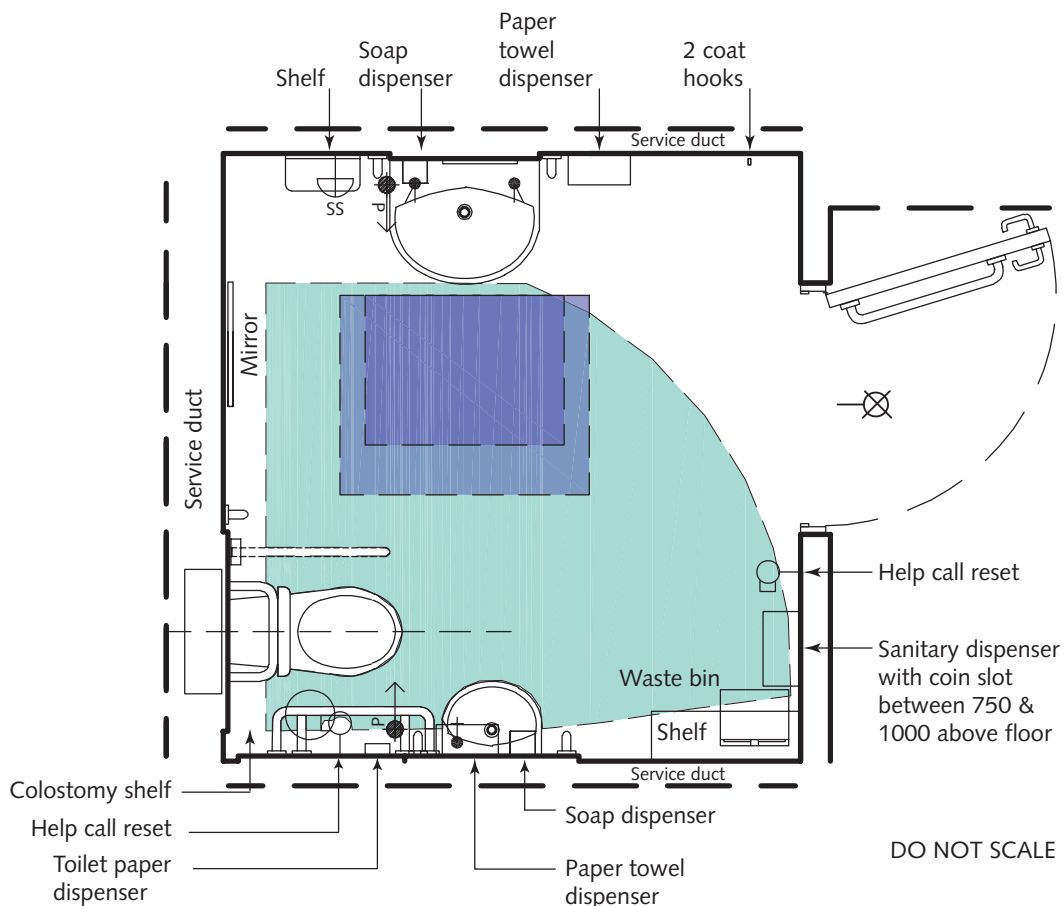 Shelf
Soap
dispenser
Paper
towel
dispenser
2 coat
hooks
Service duct
SS
P
Mirror
Service duct
Help call reset
Sanitary dispenser
with coin slot
between 750 &
1000 above floor
Waste bin
Shelf
P
Service duct
Colostomy shelf
Help call reset
Toilet paper
dispenser
Soap dispenser
Paper towel
dispenser
DO NOT SCALE